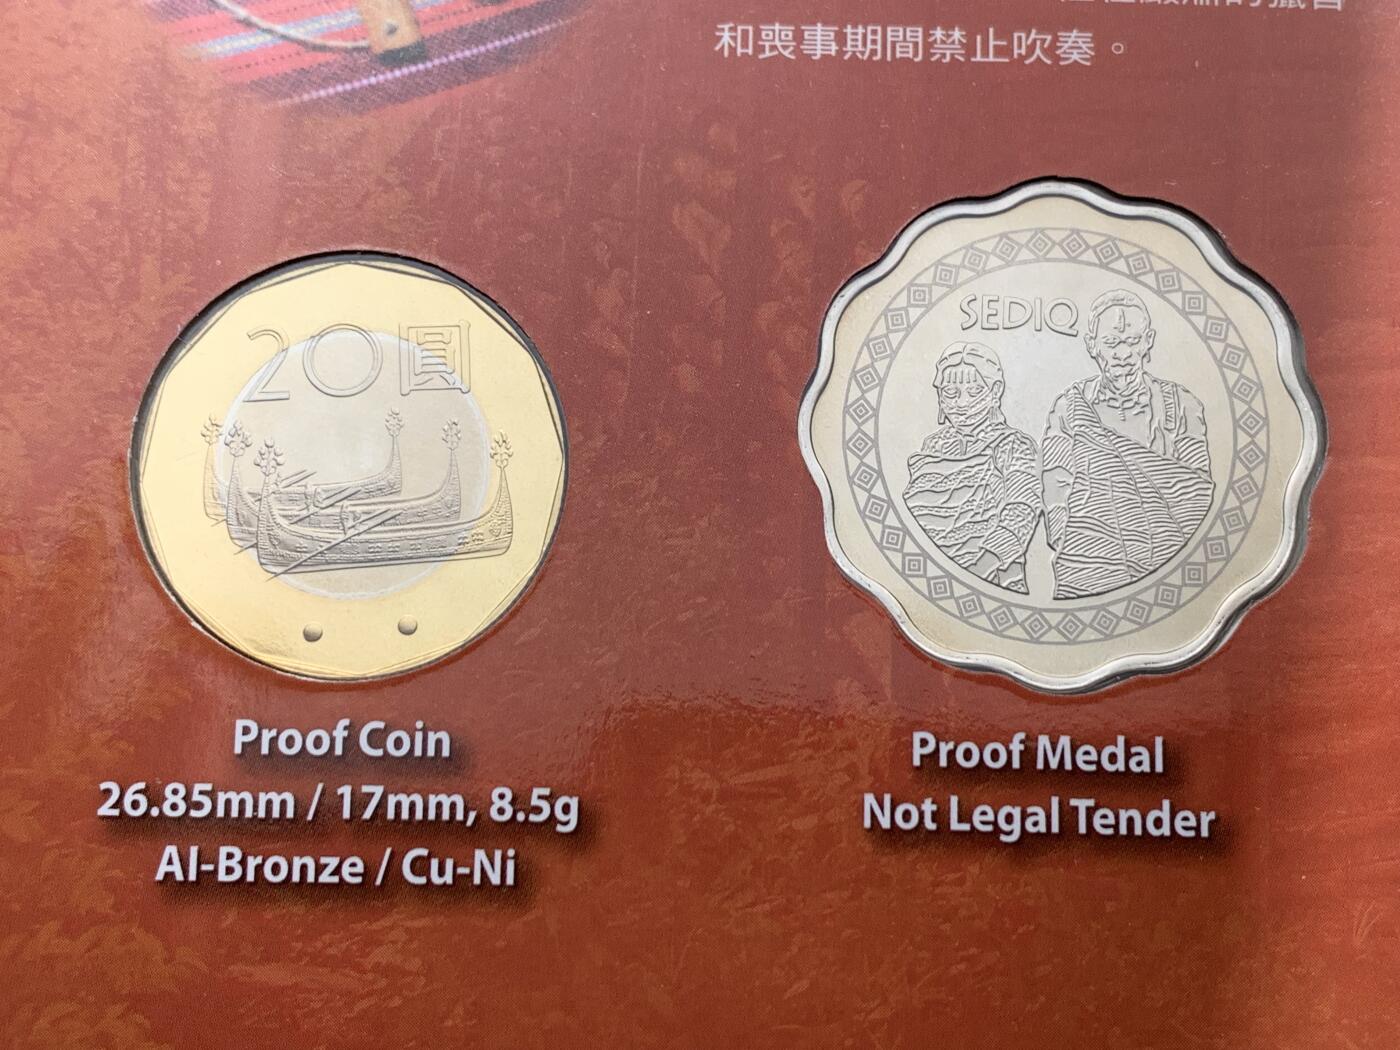 和喪事期間禁止吹奏。
20圓
SEDIQ
Proof Coin
26.85mm / 17mm, 8.5g
Al-Bronze / Cu-Ni
Proof Medal
Not Legal Tender